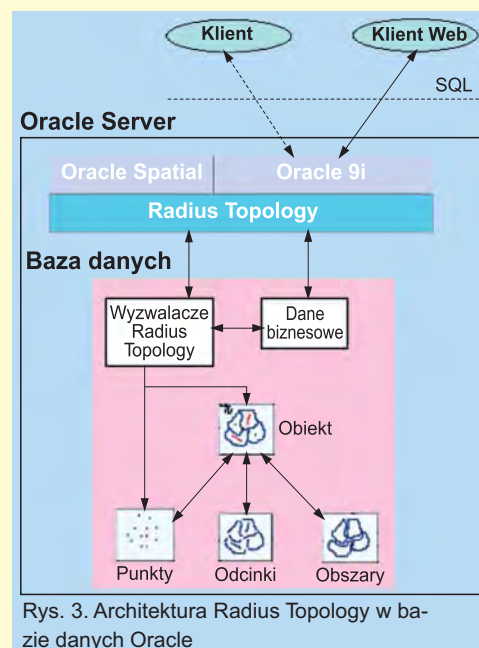 Klient
Klient Web
SQL
Oracle Server
Oracle Spatial
Oracle 9i
Radius Topology
Baza danych
Wyzwalacze
Radius
Topology
Dane
biznesowe
Obiekt
Punkty
Odcinki
Obszary
Rys. 3. Architektura Radius Topology w ba-
zie danych Oracle